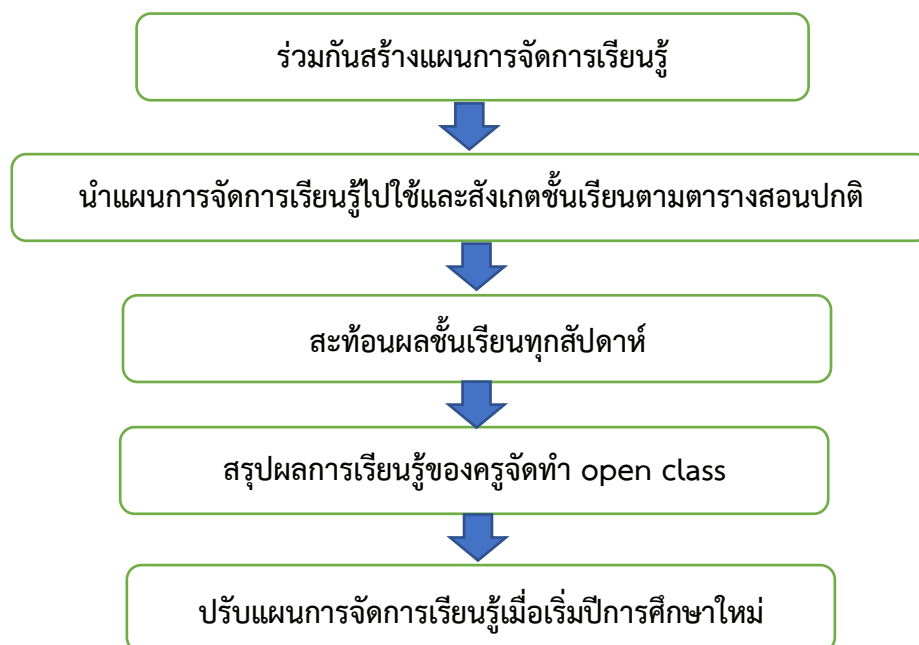 ร่วมกันสร้างแผนการจัดการเรียนรู้
นำแผนการจัดการเรียนรู้ไปใช้และสังเกตชั้นเรียนตามตารางสอนปกติ
สะท้อนผลชั้นเรียนทุกสัปดาห์
สรุปผลการเรียนรู้ของครูจัดทำ open class
ปรับแผนการจัดการเรียนรู้เมื่อเริ่มปีการศึกษาใหม่